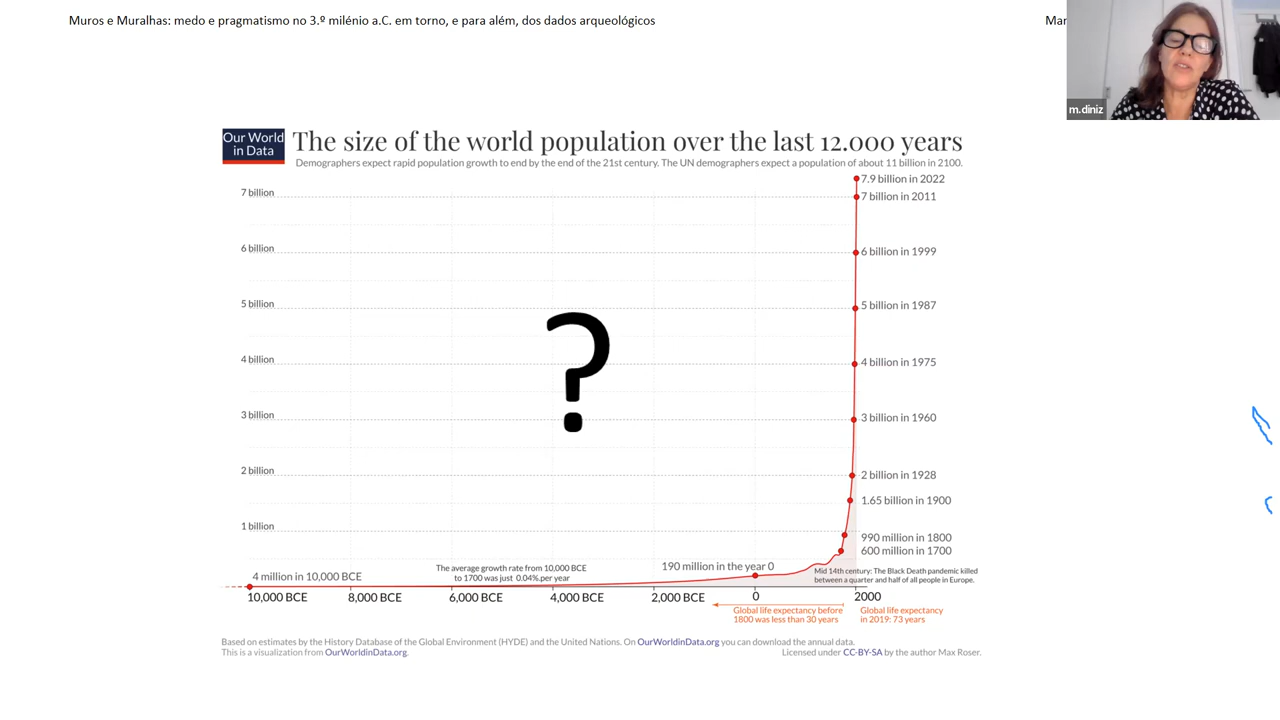 Muros e Muralhas: medo e pragmatismo no 3.º milénio a.C. em torno, e para além, dos dados arqueológicos
m.diniz
Our World
in Data
The size of the world population over the last 12.000 years
Demographers expect rapid population growth to end by the end of the 21st century. The UN demographers expect a population of about 11 billion in 2100.
7.9 billion in 2022
7 billion
7 billion in 2011
6 billion
6 billion in 1999
5 billion
5 billion in 1987
4 billion
4 billion in 1975
3 billion
3 billion in 1960
2 billion
2 billion in 1928
1.65 billion in 1900
1 billion
990 million in 1800
600 million in 1700
?
4 million in 10,000 BCE
The average growth rate from 10,000 BCE
to 1700 was just 0.04% per year
190 million in the year 0
Mid 14th century: The Black Death pandemic killed
between a quarter and half of all people in Europe.
10,000 BCE
8,000 BCE
6,000 BCE
4,000 BCE
2,000 BCE
0
2000
Global life expectancy before
1800 was less than 30 years
Global life expectancy
in 2019: 73 years
Based on estimates by the History Database of the Global Environment (HYDE) and the United Nations. On OurWorldinData.org you can download the annual data.
This is a visualization from OurWorldinData.org.
Licensed under CC-BY-SA by the author Max Roser.